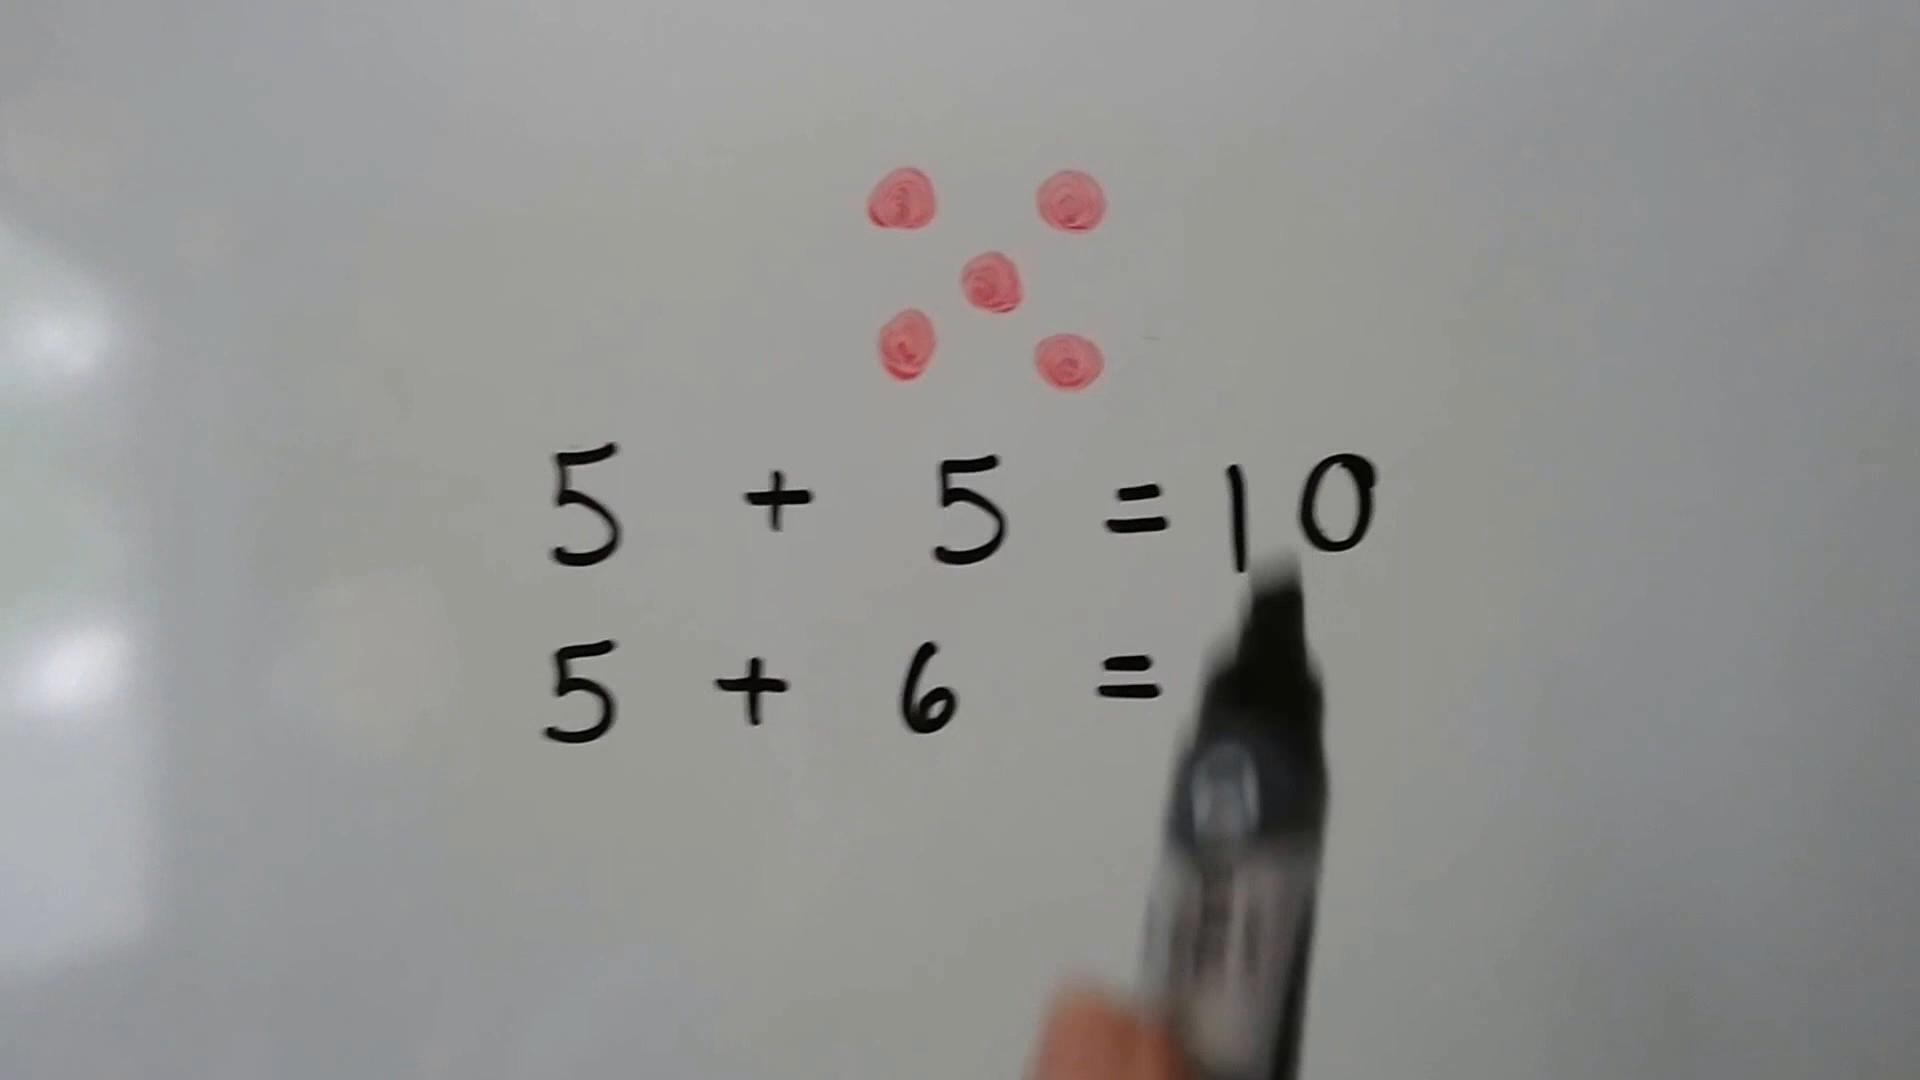 5 + 5 = 10
5 + 6 =